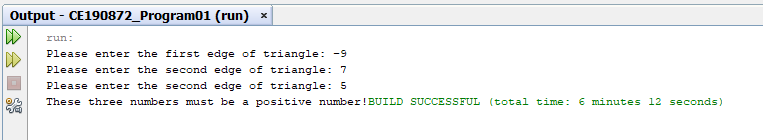 Output - CE190872_Program01 (run) ×
run:
Please enter the first edge of triangle: -9
Please enter the second edge of triangle: 7
Please enter the second edge of triangle: 5
These three numbers must be a positive number!BUILD SUCCESSFUL (total time: 6 minutes 12 seconds)